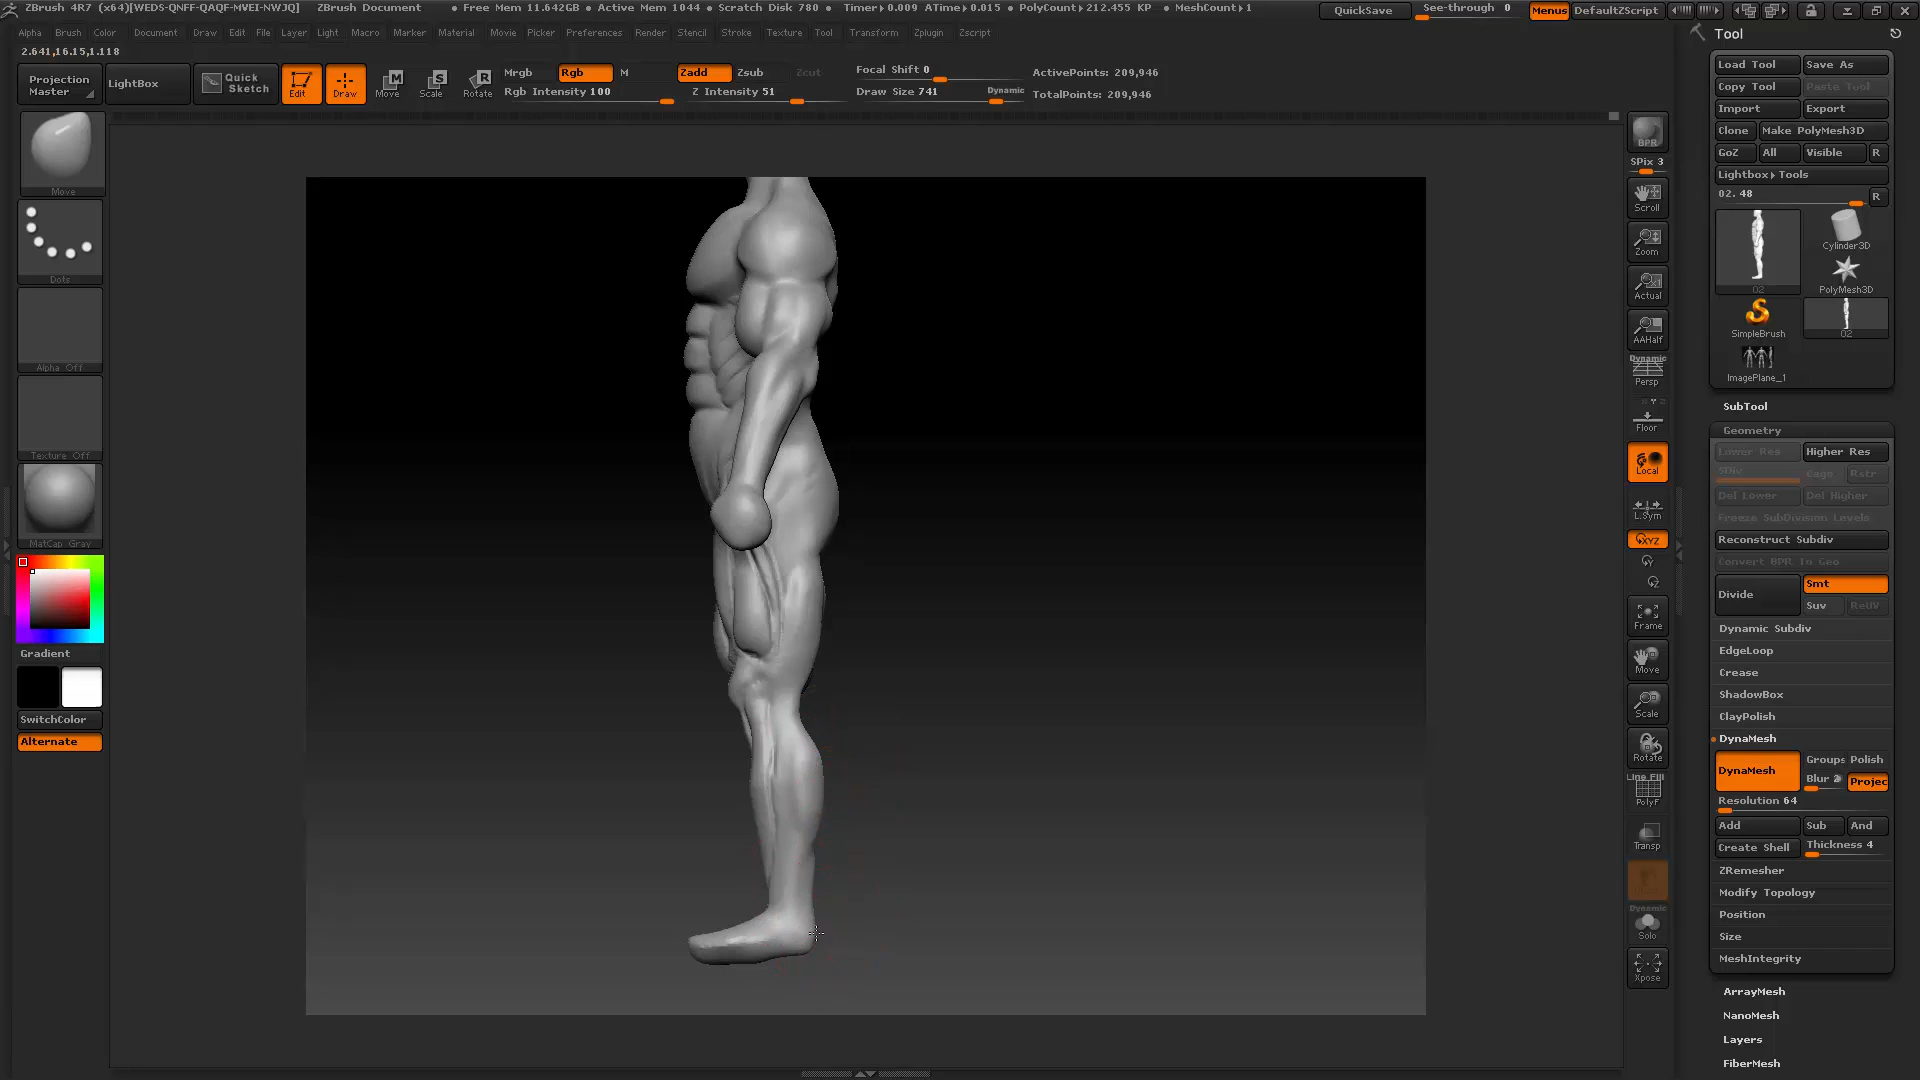 ZBrush 4R7 (x64)[WEDS-QNFF-QAQF-MVEI-NWJQ] ZBrush Document • Free Mem 11.642GB • Active Mem 1044 • Scratch Disk 780 • Timer▸0.009 ATime▸0.015 • PolyCount▸212.455 KP • MeshCount▸1 QuickSave See-through 0 Menus DefaultZScript
Alpha Brush Color Document Draw Edit File Layer Light Macro Marker Material Movie Picker Preferences Render Stencil Stroke Texture Tool Transform Zplugin Zscript
2.641,16.15,1.118
Projection Master
LightBox
Quick Sketch
Edit
Draw
Move
Scale
Rotate
Mrgb Rgb M
Rgb Intensity 100
Zadd Zsub Zcut
Z Intensity 51
Focal Shift 0
Draw Size 741 Dynamic
ActivePoints: 209,946
TotalPoints: 209,946
Move
Dots
Alpha Off
Texture Off
MatCap Gray
Gradient
SwitchColor
Alternate
BPR
SPix 3
Scroll
Zoom
Actual
AAHalf
Dynamic
Persp
Floor
Local
L.Sym
XYZ
Y
Z
Frame
Move
Scale
Rotate
Line Fill
PolyF
Transp
Dynamic
Solo
Xpose
Tool
Load Tool Save As
Copy Tool Paste Tool
Import Export
Clone Make PolyMesh3D
GoZ All Visible R
Lightbox▸Tools
02. 48 R
02
Cylinder3D
PolyMesh3D
SimpleBrush
02
ImagePlane_1
SubTool
Geometry
Lower Res Higher Res
SDiv Cage Rstr
Del Lower Del Higher
Freeze SubDivision Levels
Reconstruct Subdiv
Convert BPR To Geo
Divide Smt
Suv ReUV
Dynamic Subdiv
EdgeLoop
Crease
ShadowBox
ClayPolish
DynaMesh
DynaMesh Groups Polish
Blur 2 Projec
Resolution 64
Add Sub And
Create Shell Thickness 4
ZRemesher
Modify Topology
Position
Size
MeshIntegrity
ArrayMesh
NanoMesh
Layers
FiberMesh